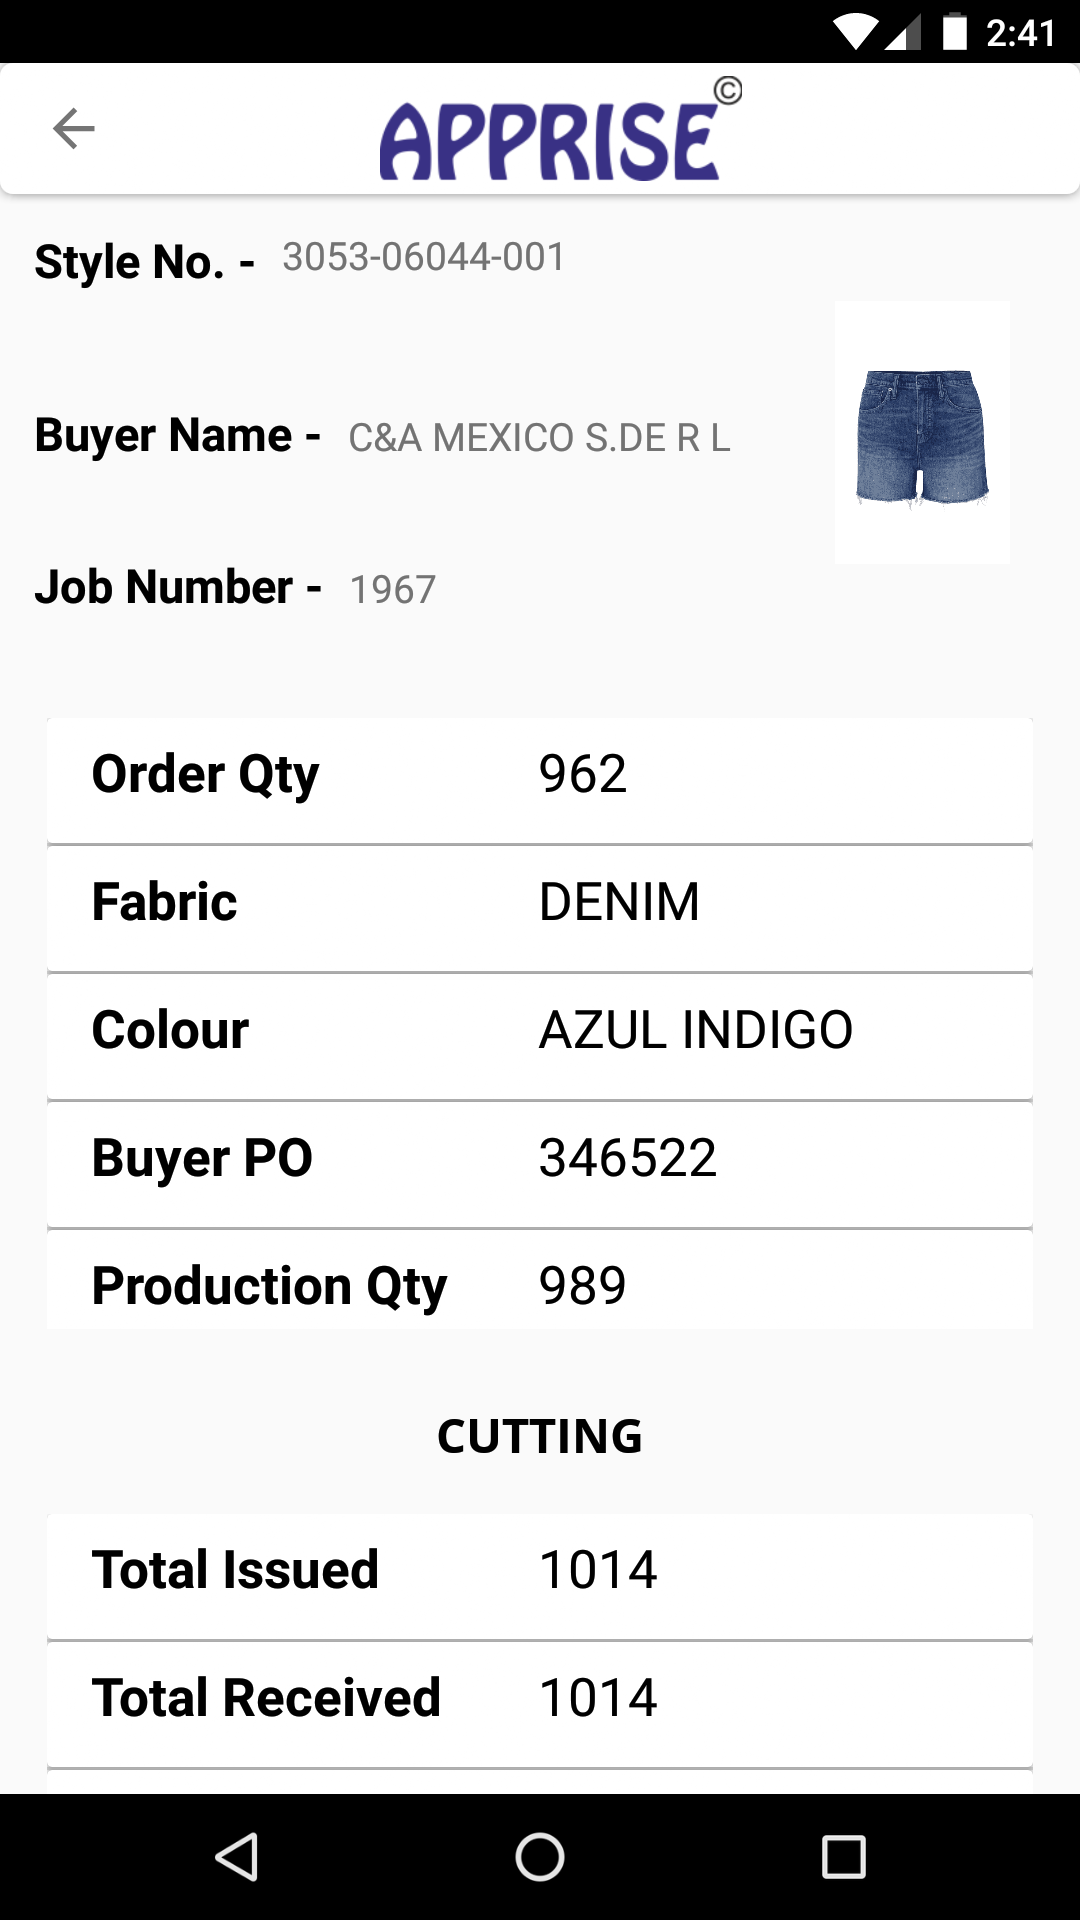 2:41
APPRISE©
Style No. - 3053-06044-001
Buyer Name - C&A MEXICO S.DE R L
Job Number - 1967
Order Qty 962
Fabric DENIM
Colour AZUL INDIGO
Buyer PO 346522
Production Qty 989
CUTTING
Total Issued 1014
Total Received 1014